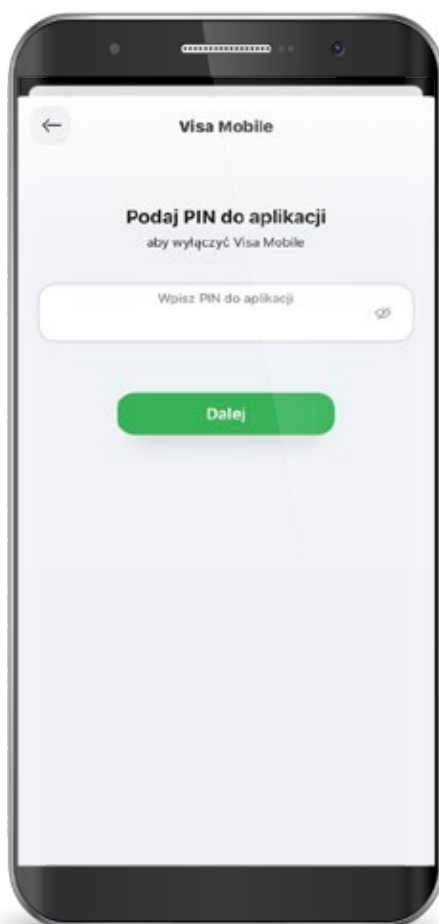 Visa Mobile
Podaj PIN do aplikacji
aby wyłączyć Visa Mobile
Wpisz PIN do aplikacji
Dalej